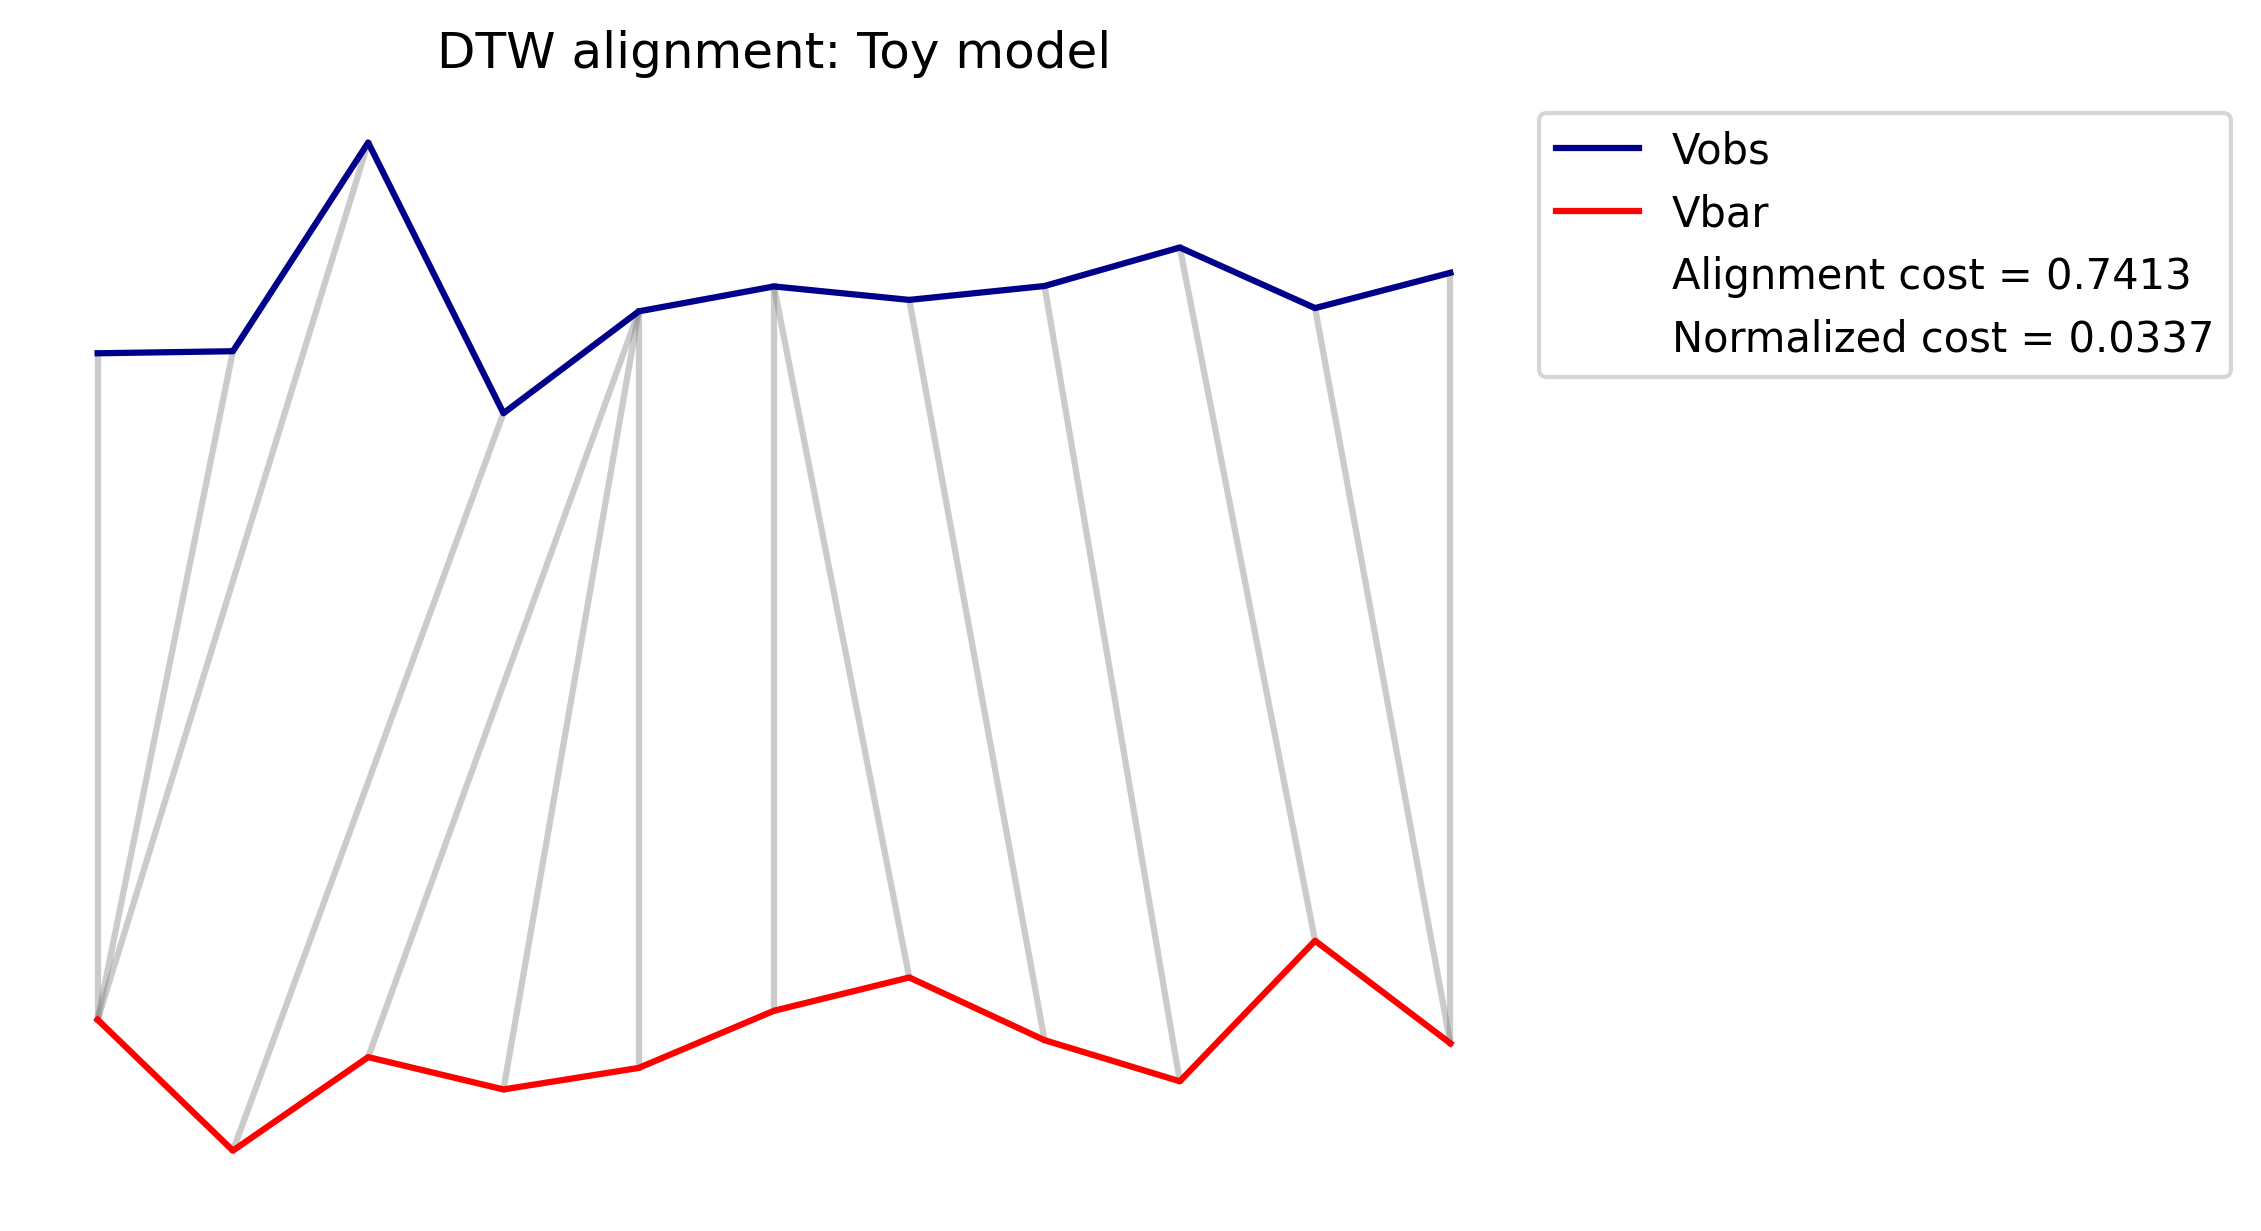 DTW alignment: Toy model
Vobs
Vbar
Alignment cost = 0.7413
Normalized cost = 0.0337